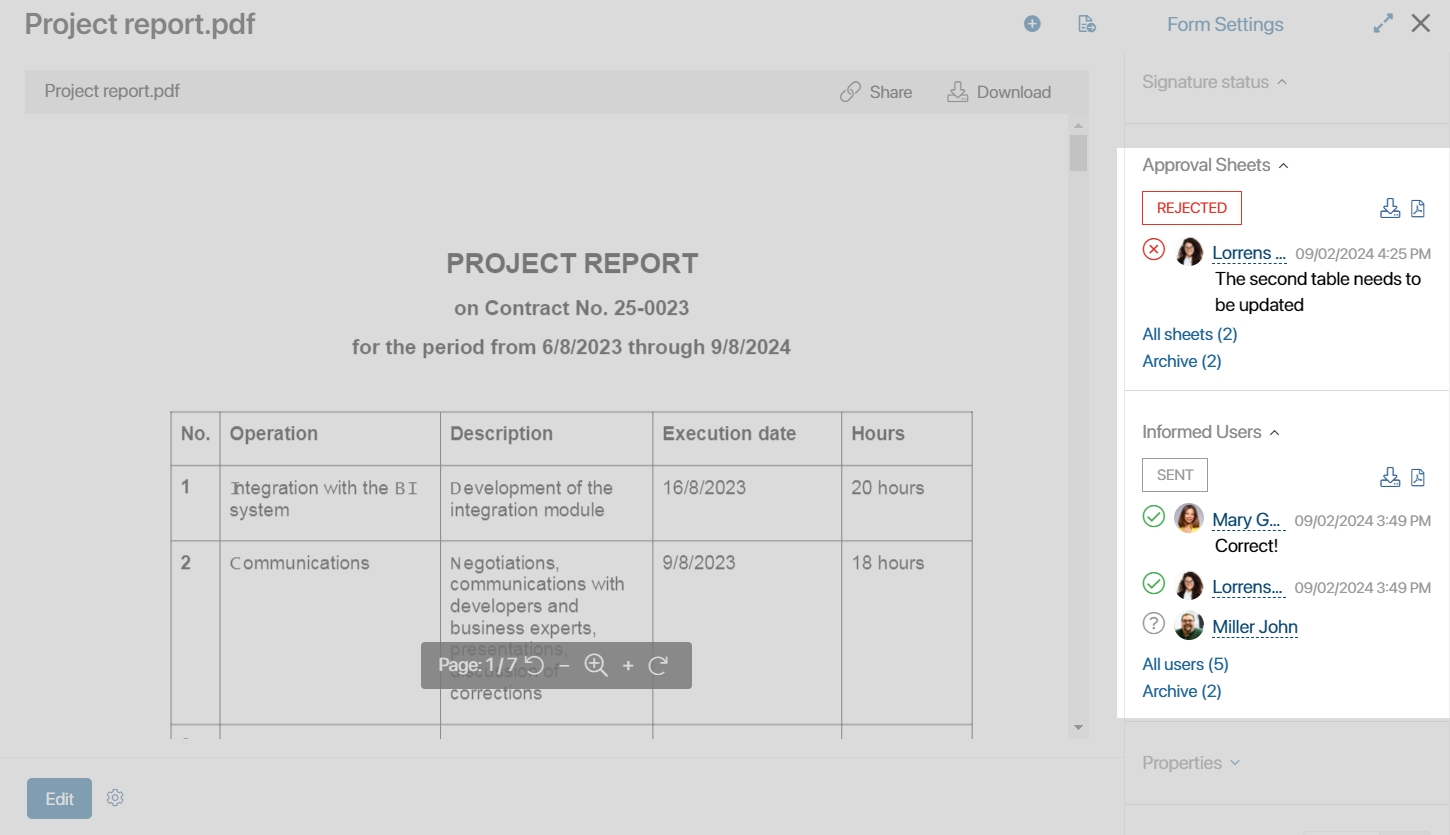 Project report.pdf
Form Settings
Project report.pdf
Share
Download
PROJECT REPORT
on Contract No. 25-0023
for the period from 6/8/2023 through 9/8/2024
No. Operation Description Execution date Hours
1 Integration with the BI Development of the 16/8/2023 20 hours
system integration module
2 Communications Negotiations, 9/8/2023 18 hours
communications with
developers and
business experts,
presentations,
discussion of
corrections
Page: 1 / 7
Edit
Signature status
Approval Sheets
REJECTED
Lorrens ... 09/02/2024 4:25 PM
The second table needs to
be updated
All sheets (2)
Archive (2)
Informed Users
SENT
Mary G... 09/02/2024 3:49 PM
Correct!
Lorrens... 09/02/2024 3:49 PM
Miller John
All users (5)
Archive (2)
Properties